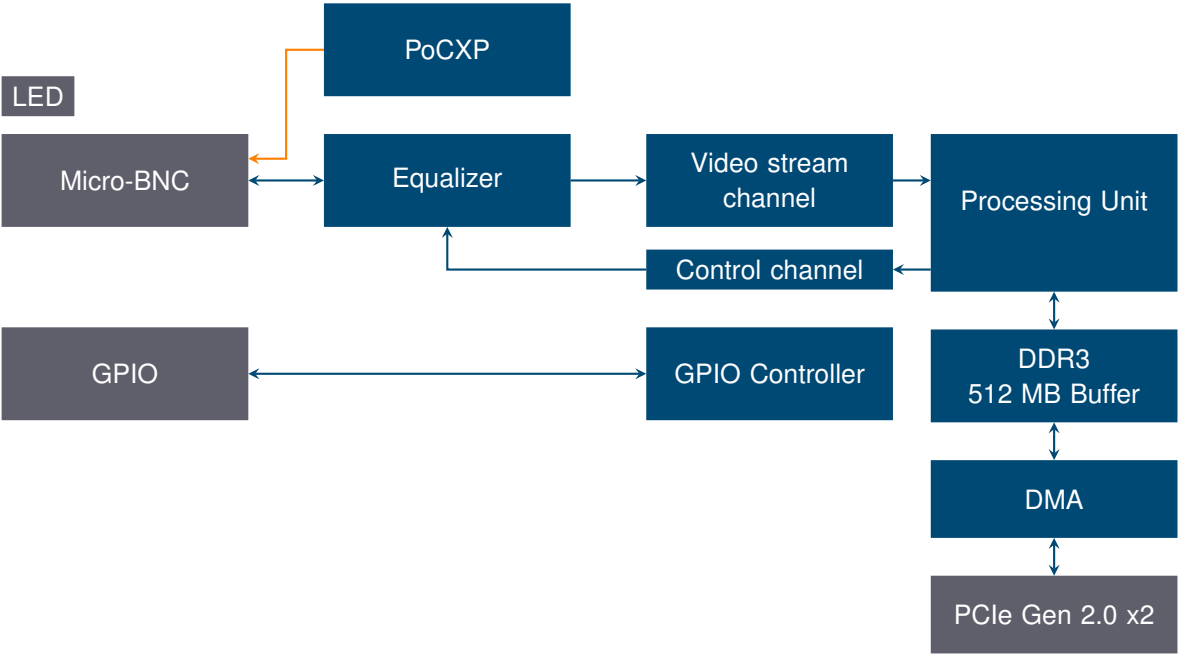 PoCXP
LED
Micro-BNC
Equalizer
Video stream
channel
Processing Unit
Control channel
GPIO
GPIO Controller
DDR3
512 MB Buffer
DMA
PCIe Gen 2.0 x2